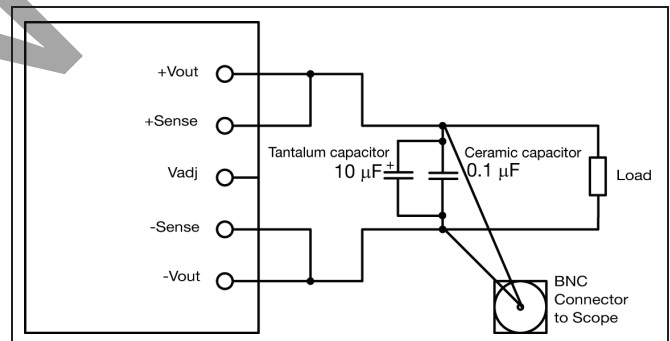 +Vout
+Sense
Vadj
-Sense
-Vout
Tantalum capacitor
10 µF
+
Ceramic capacitor
0.1 µF
Load
BNC
Connector
to Scope